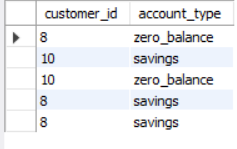 customer_id account_type
8 zero_balance
10 savings
10 zero_balance
8 savings
8 savings